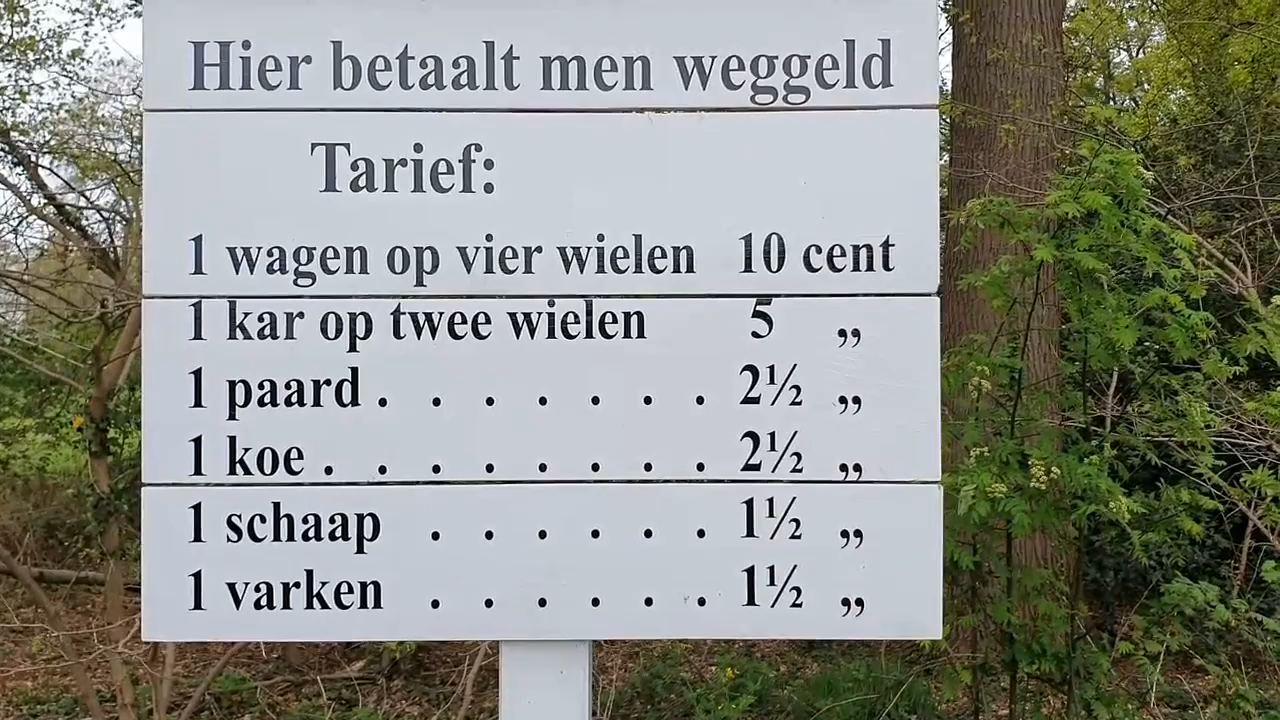 Hier betaalt men weggeld
Tarief:
1 wagen op vier wielen 10 cent
1 kar op twee wielen 5 „
1 paard . . . . . . . 2½ „
1 koe . . . . . . . . 2½ „
1 schaap . . . . . . 1½ „
1 varken . . . . . . 1½ „